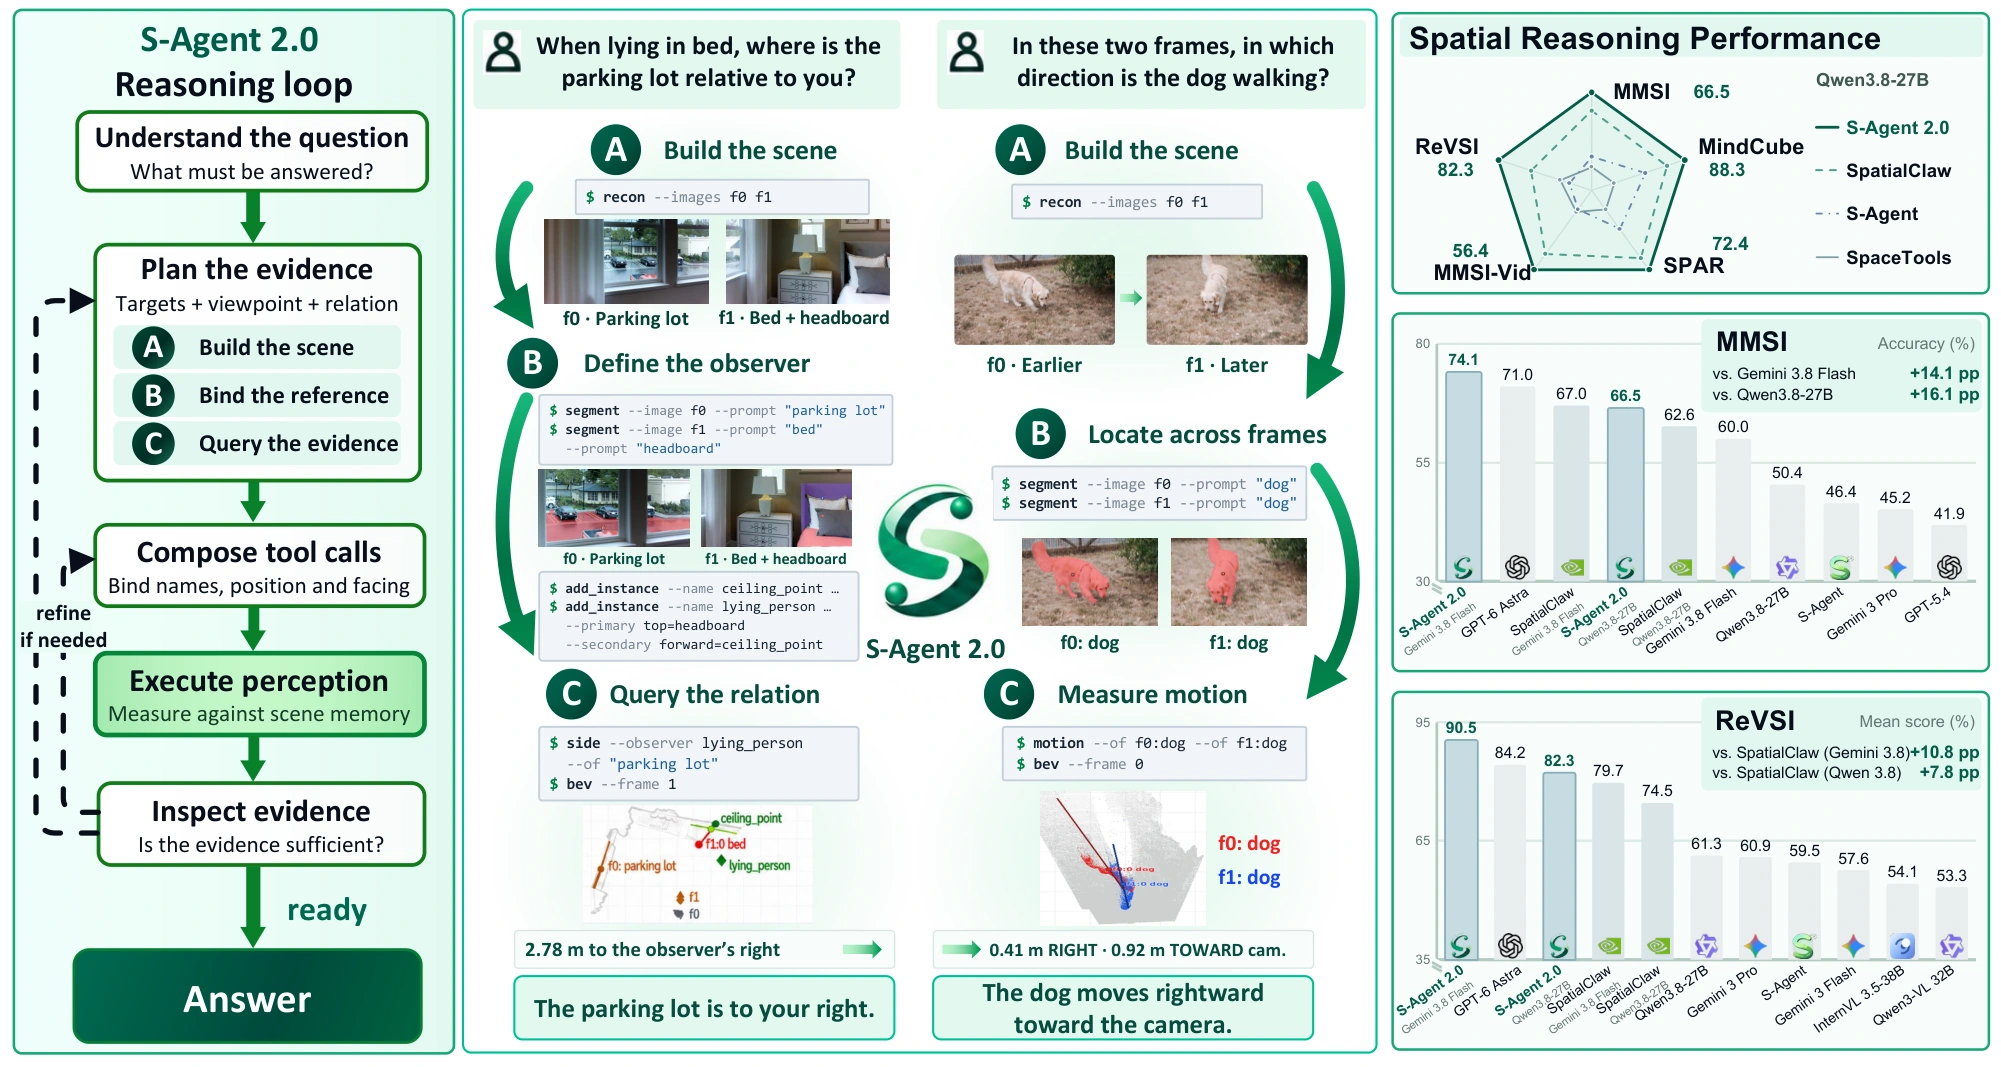 S-Agent 2.0
Reasoning loop
Understand the question
What must be answered?
Plan the evidence
Targets + viewpoint + relation
A Build the scene
B Bind the reference
C Query the evidence
Compose tool calls
Bind names, position and facing
refine
if needed
Execute perception
Measure against scene memory
Inspect evidence
Is the evidence sufficient?
ready
Answer
When lying in bed, where is the
parking lot relative to you?
A Build the scene
$ recon --images f0 f1
f0 · Parking lot
f1 · Bed + headboard
B Define the observer
$ segment --image f0 --prompt "parking lot"
$ segment --image f1 --prompt "bed"
--prompt "headboard"
f0 · Parking lot
f1 · Bed + headboard
$ add_instance --name ceiling_point …
$ add_instance --name lying_person …
--primary top=headboard
--secondary forward=ceiling_point
C Query the relation
$ side --observer lying_person
--of "parking lot"
$ bev --frame 1
ceiling_point
f1:0 bed
f0: parking lot
lying_person
f1
f0
2.78 m to the observer's right
The parking lot is to your right.
S-Agent 2.0
In these two frames, in which
direction is the dog walking?
A Build the scene
$ recon --images f0 f1
f0 · Earlier
f1 · Later
B Locate across frames
$ segment --image f0 --prompt "dog"
$ segment --image f1 --prompt "dog"
f0: dog
f1: dog
C Measure motion
$ motion --of f0:dog --of f1:dog
$ bev --frame 0
f0: dog
f1: dog
0.41 m RIGHT · 0.92 m TOWARD cam.
The dog moves rightward
toward the camera.
Spatial Reasoning Performance
MMSI 66.5
MindCube
88.3
SPAR
72.4
MMSI-Vid
56.4
ReVSI
82.3
Qwen3.8-27B
S-Agent 2.0
SpatialClaw
S-Agent
SpaceTools
MMSI
Accuracy (%)
vs. Gemini 3.8 Flash +14.1 pp
vs. Qwen3.8-27B +16.1 pp
80
55
30
74.1
71.0
67.0
66.5
62.6
60.0
50.4
46.4
45.2
41.9
S-Agent 2.0
Gemini 3.8 Flash
GPT-6 Astra
SpatialClaw
Gemini 3.8 Flash
S-Agent 2.0
Qwen3.8-27B
SpatialClaw
Qwen3.8-27B
Gemini 3.8 Flash
Qwen3.8-27B
S-Agent
Gemini 3 Pro
GPT-5.4
ReVSI
Mean score (%)
vs. SpatialClaw (Gemini 3.8) +10.8 pp
vs. SpatialClaw (Qwen 3.8) +7.8 pp
95
65
35
90.5
84.2
82.3
79.7
74.5
61.3
60.9
59.5
57.6
54.1
53.3
S-Agent 2.0
Gemini 3.8 Flash
GPT-6 Astra
S-Agent 2.0
Qwen3.8-27B
SpatialClaw
Gemini 3.8 Flash
SpatialClaw
Qwen3.8-27B
Qwen3.8-27B
Gemini 3 Pro
S-Agent
Gemini 3 Flash
InternVL 3.5-38B
Qwen3-VL 32B